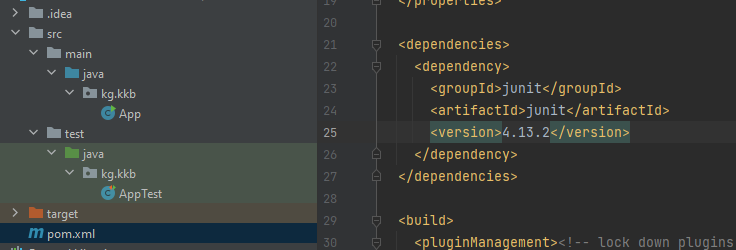 .idea
src
main
java
kg.kkb
App
test
java
kg.kkb
AppTest
target
pom.xml
19 </properties>
20
21 <dependencies>
22 <dependency>
23 <groupId>junit</groupId>
24 <artifactId>junit</artifactId>
25 <version>4.13.2</version>
26 </dependency>
27 </dependencies>
28
29 <build>
30 <pluginManagement><!-- lock down plugins